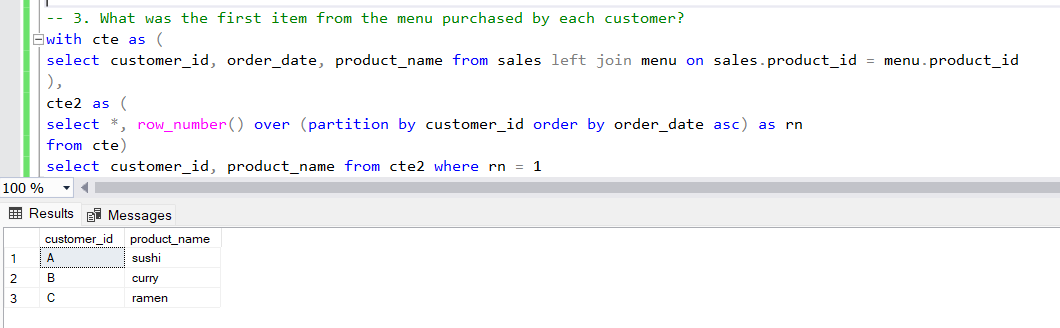 -- 3. What was the first item from the menu purchased by each customer?
with cte as (
select customer_id, order_date, product_name from sales left join menu on sales.product_id = menu.product_id
),
cte2 as (
select *, row_number() over (partition by customer_id order by order_date asc) as rn
from cte)
select customer_id, product_name from cte2 where rn = 1
100 %
Results Messages
customer_id product_name
1 A sushi
2 B curry
3 C ramen